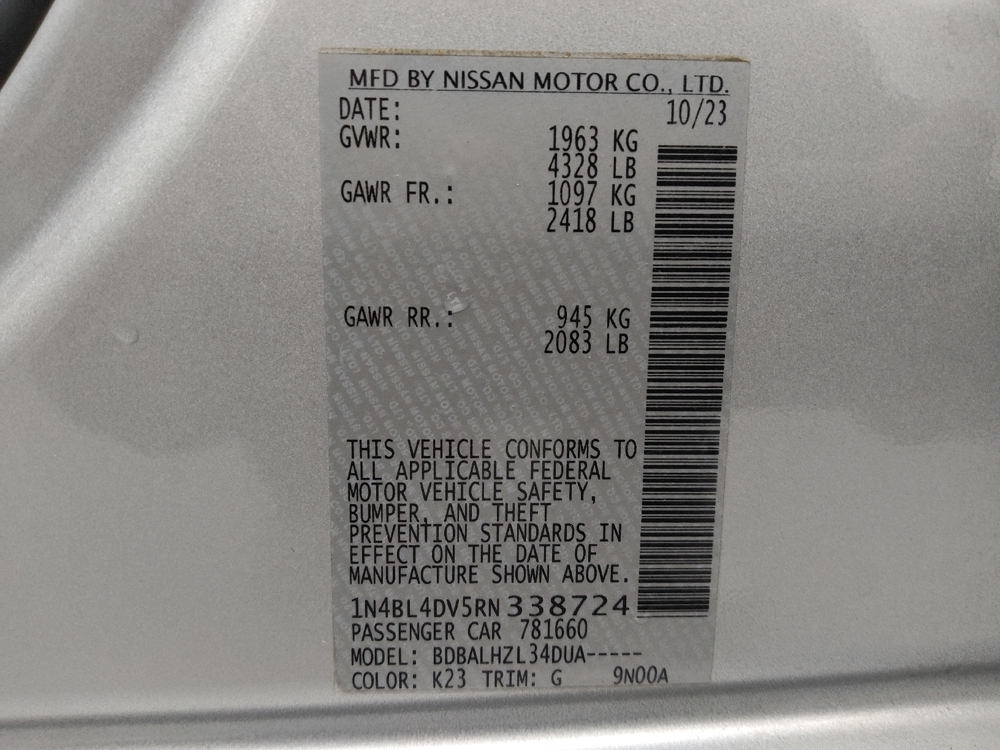 MFD BY NISSAN MOTOR CO., LTD.
DATE: 10/23
GVWR: 1963 KG
4328 LB
GAWR FR.: 1097 KG
2418 LB
GAWR RR.: 945 KG
2083 LB
THIS VEHICLE CONFORMS TO
ALL APPLICABLE FEDERAL
MOTOR VEHICLE SAFETY,
BUMPER, AND THEFT
PREVENTION STANDARDS IN
EFFECT ON THE DATE OF
MANUFACTURE SHOWN ABOVE.
1N4BL4DV5RN338724
PASSENGER CAR 781660
MODEL: BDBALHZL34DUA-----
COLOR: K23 TRIM: G 9N00A